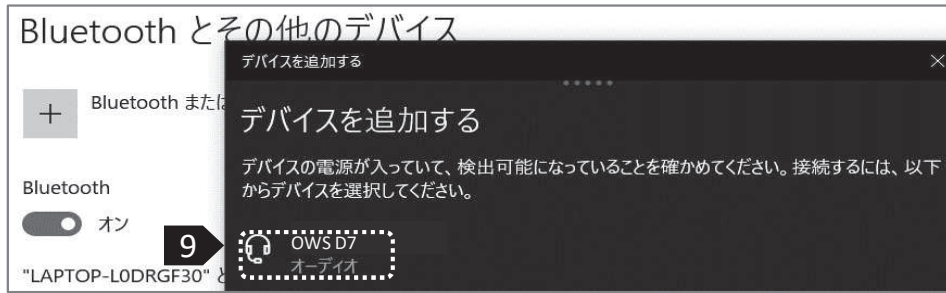 Bluetooth とその他のデバイス
デバイスを追加する
Bluetooth または
デバイスを追加する
デバイスの電源が入っていて、検出可能になっていることを確かめてください。接続するには、以下
からデバイスを選択してください。
Bluetooth
オン
9
OWS D7
オーディオ
"LAPTOP-L0DRGF30" と